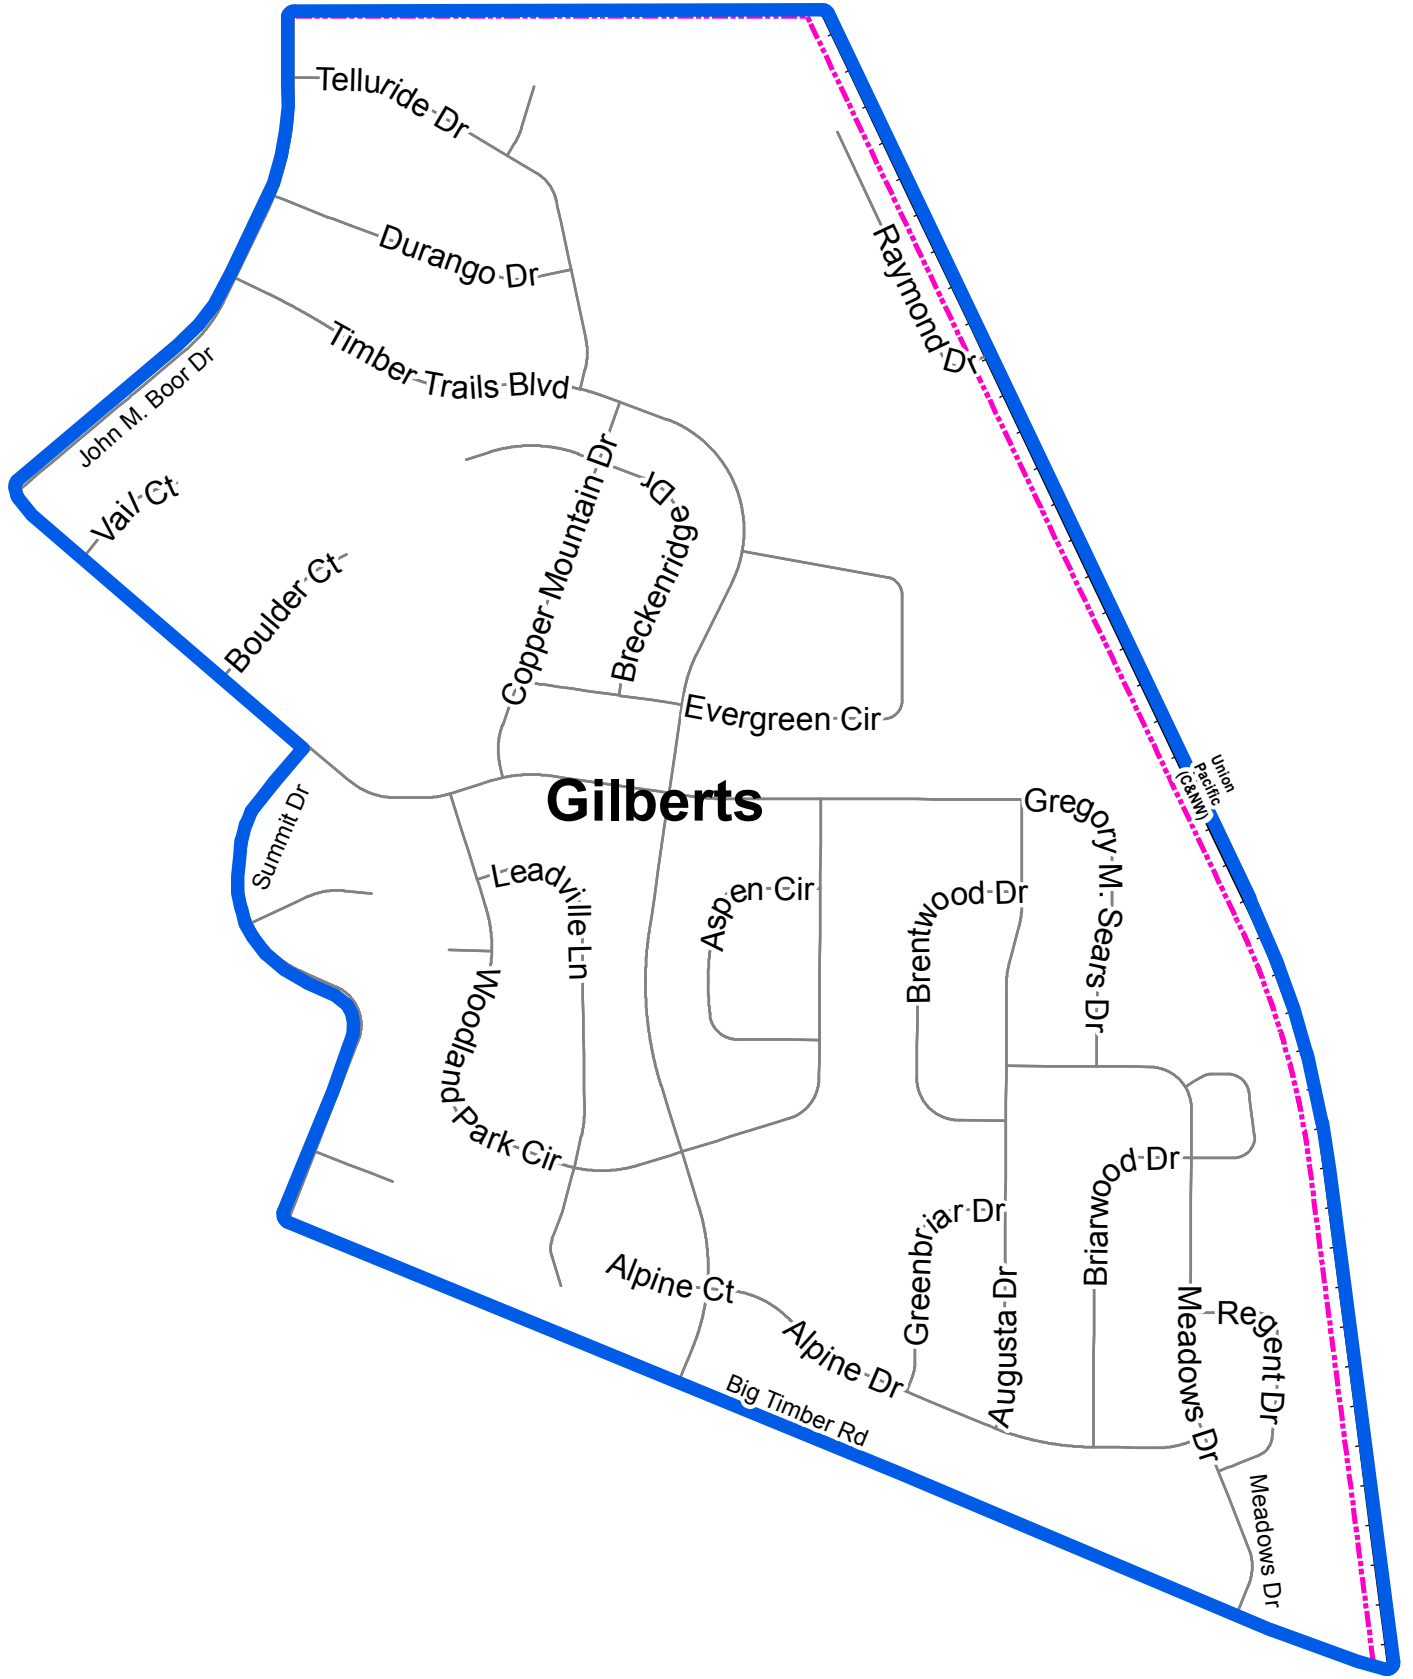 Telluride Dr
Durango Dr
Raymond Dr
Timber Trails Blvd
John M. Boor Dr
Vail Ct
Copper Mountain Dr
Breckenridge Dr
Boulder Ct
Evergreen Cir
Union
Pacific
(C&NW)
Gilberts
Summit Dr
Gregory M. Sears Dr
Leadville Ln
Aspen Cir
Brentwood Dr
Woodland Park Cir
Briarwood Dr
Greenbriar Dr
Alpine Ct
Augusta Dr
Meadows Dr
Regent Dr
Alpine Dr
Big Timber Rd
Meadows Dr